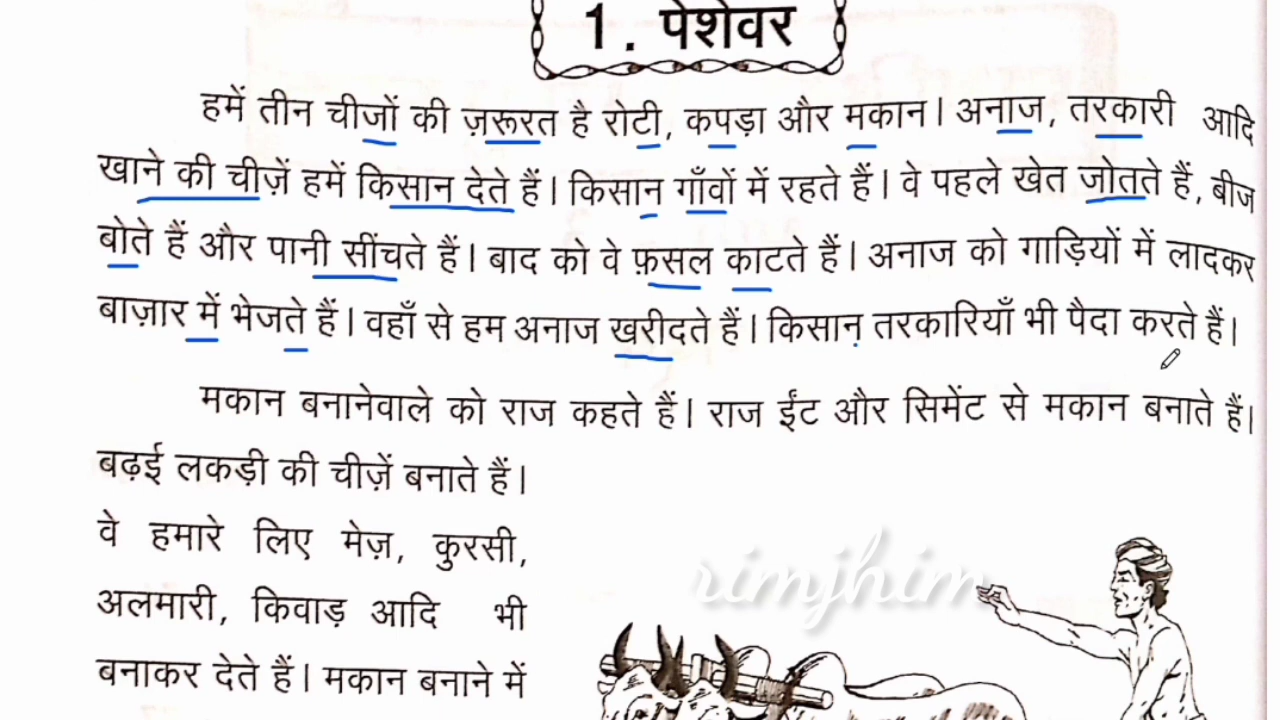 1. पेशेवर
हमें तीन चीजों की ज़रूरत है रोटी, कपड़ा और मकान। अनाज, तरकारी आदि
खाने की चीज़ें हमें किसान देते हैं। किसान गाँवों में रहते हैं। वे पहले खेत जोतते हैं, बीज
बोते हैं और पानी सींचते हैं। बाद को वे फ़सल काटते हैं। अनाज को गाड़ियों में लादकर
बाज़ार में भेजते हैं। वहाँ से हम अनाज खरीदते हैं। किसान तरकारियाँ भी पैदा करते हैं।
मकान बनानेवाले को राज कहते हैं। राज ईंट और सिमेंट से मकान बनाते हैं।
बढ़ई लकड़ी की चीज़ें बनाते हैं।
वे हमारे लिए मेज़, कुरसी,
अलमारी, किवाड़ आदि भी
बनाकर देते हैं। मकान बनाने में
rimjhim